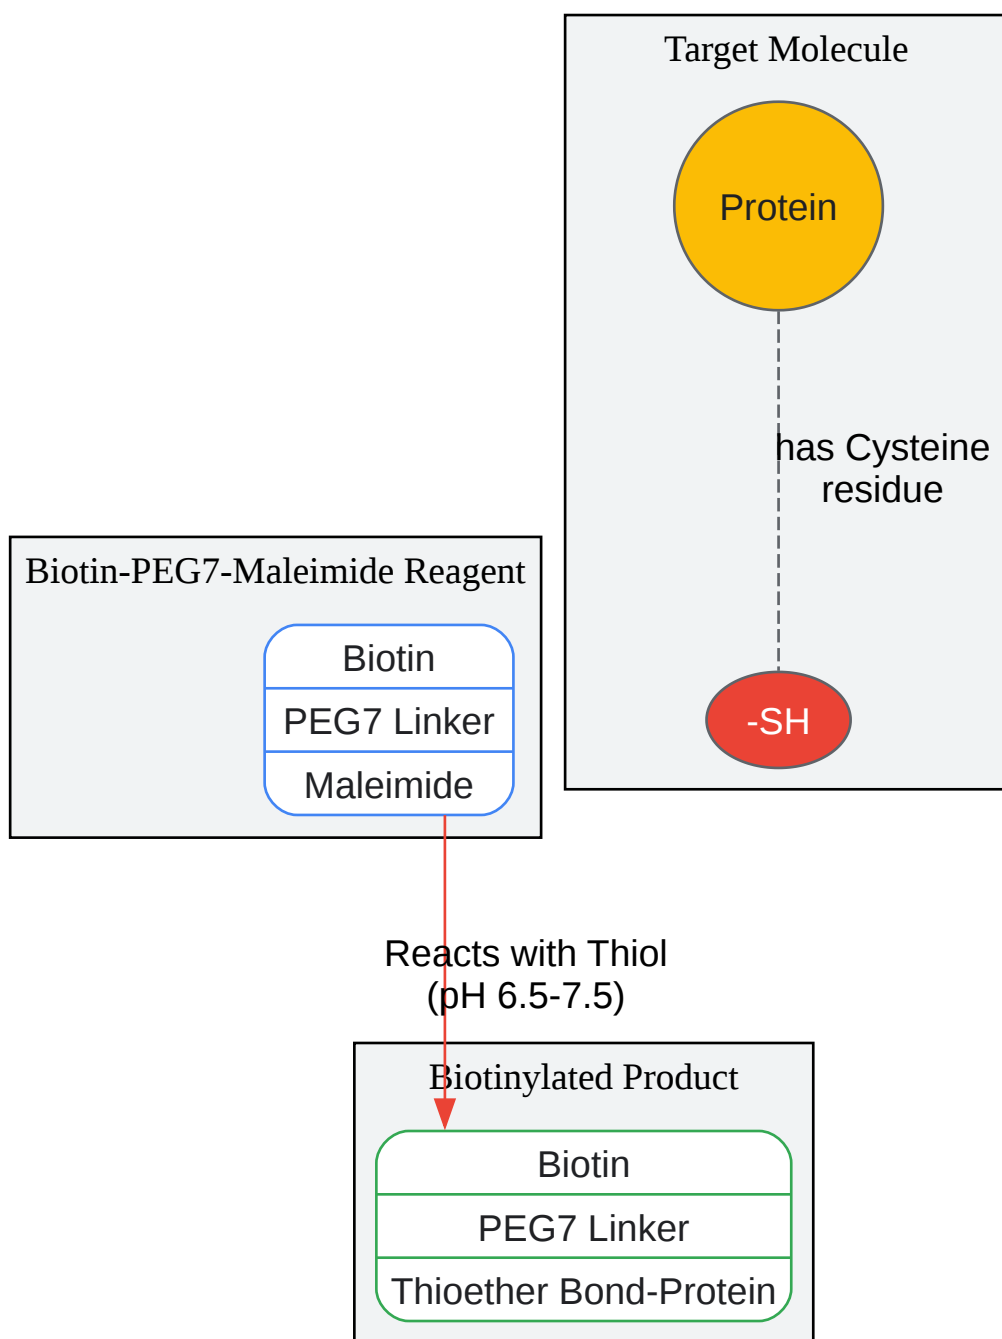 Target Molecule
Protein
has Cysteine
residue
-SH
Biotin-PEG7-Maleimide Reagent
Biotin
PEG7 Linker
Maleimide
Reacts with Thiol
(pH 6.5-7.5)
Biotinylated Product
Biotin
PEG7 Linker
Thioether Bond-Protein